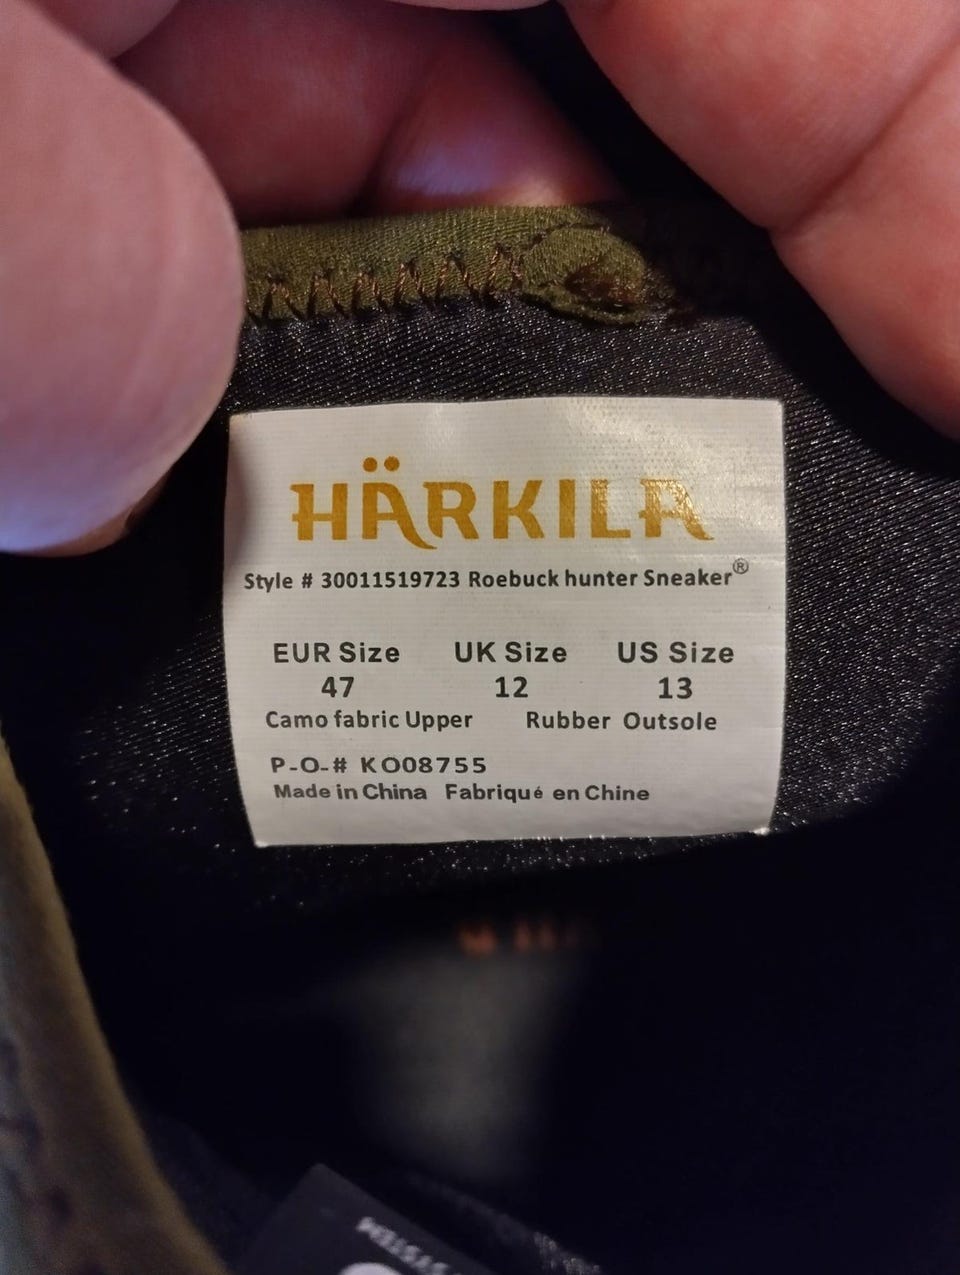 HÄRKILA
Style # 30011519723 Roebuck hunter Sneaker®
EUR Size UK Size US Size
47 12 13
Camo fabric Upper Rubber Outsole
P-O-# KO08755
Made in China Fabriqué en Chine